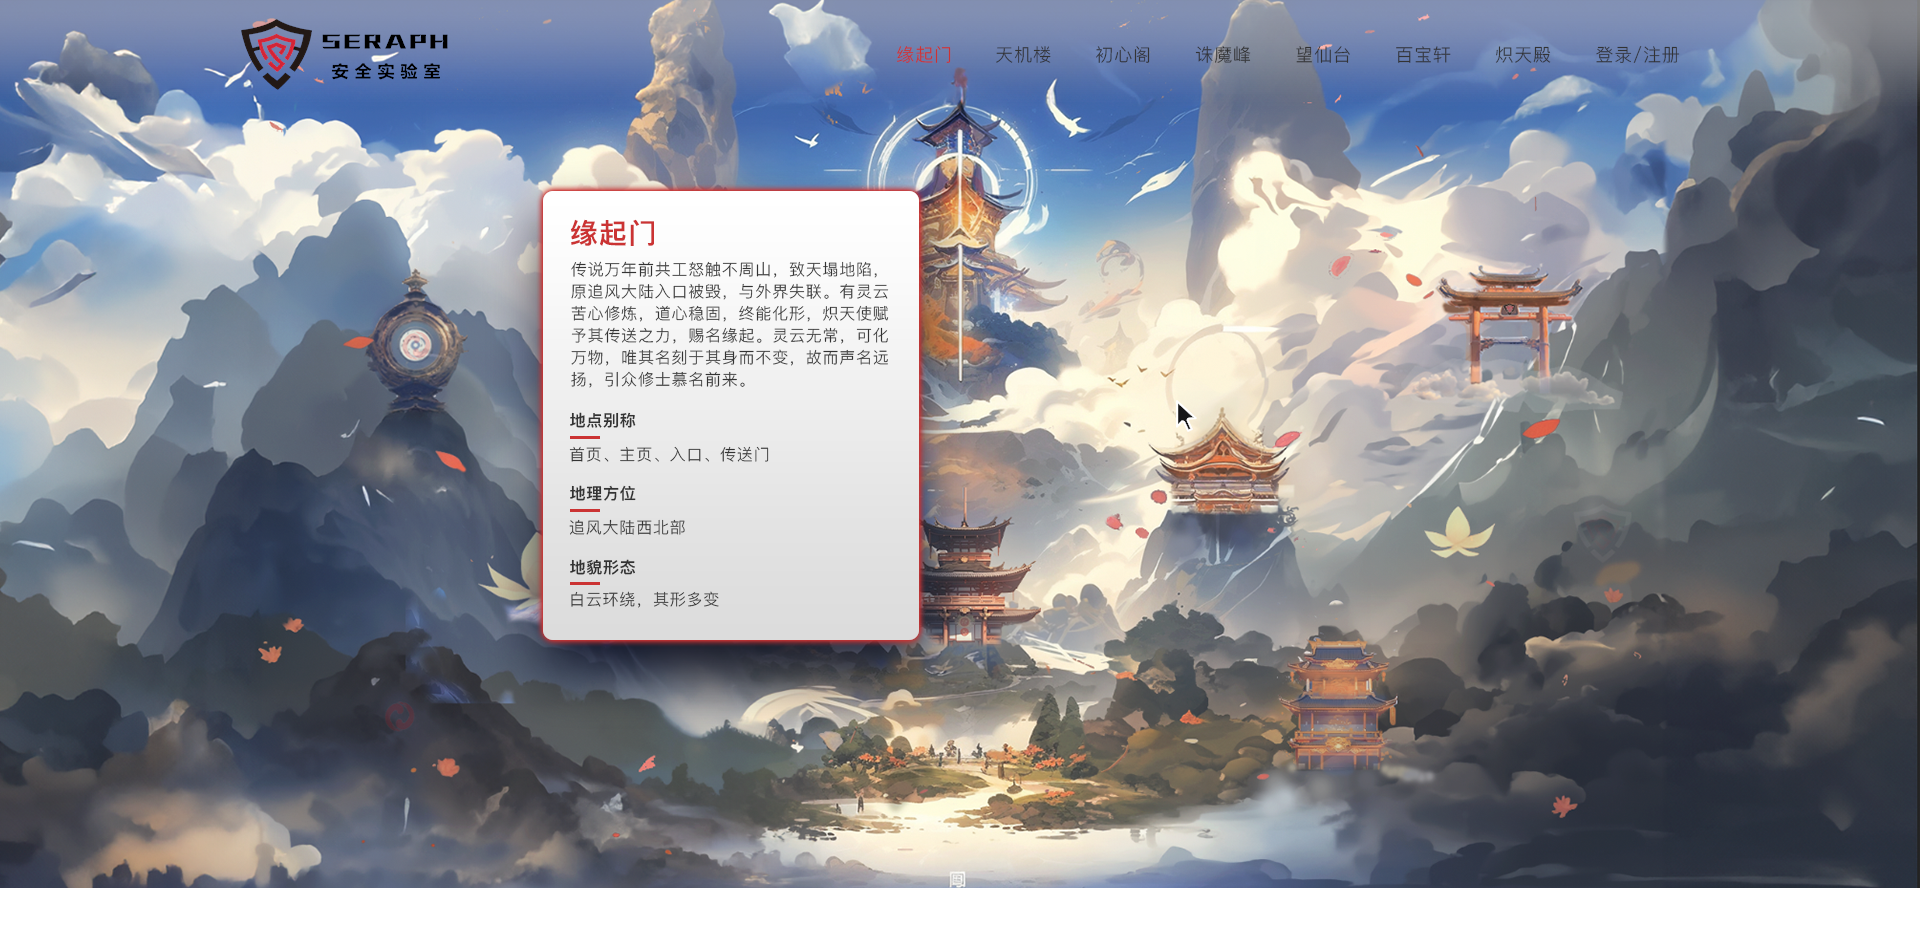 SERAPH
安全实验室
缘起门 天机楼 初心阁 诛魔峰 望仙台 百宝轩 炽天殿 登录/注册
缘起门
传说万年前共工怒触不周山，致天塌地陷，
原追风大陆入口被毁，与外界失联。有灵云
苦心修炼，道心稳固，终能化形，炽天使赋
予其传送之力，赐名缘起。灵云无常，可化
万物，唯其名刻于其身而不变，故而声名远
扬，引众修士慕名前来。
地点别称
首页、主页、入口、传送门
地理方位
追风大陆西北部
地貌形态
白云环绕，其形多变